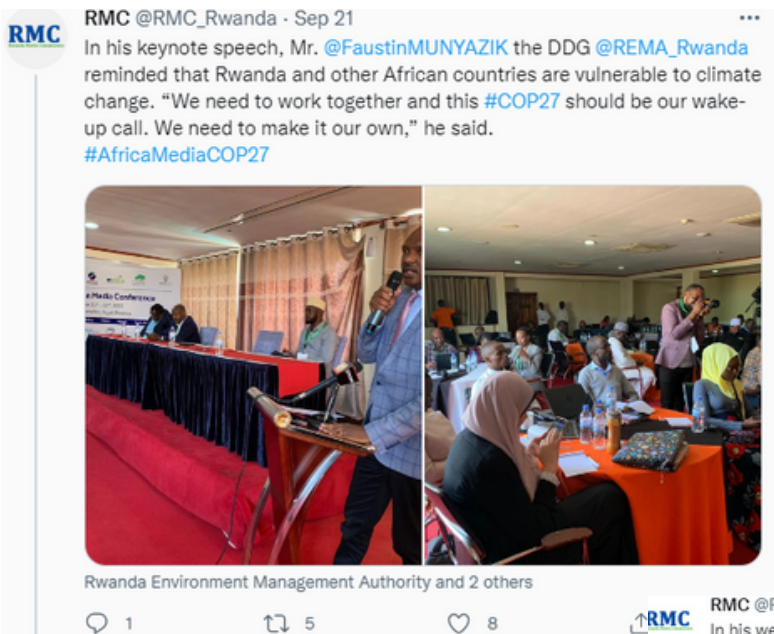 RMC
RMC @RMC_Rwanda · Sep 21
In his keynote speech, Mr. @FaustinMUNYAZIK the DDG @REMA_Rwanda
reminded that Rwanda and other African countries are vulnerable to climate
change. “We need to work together and this #COP27 should be our wake-
up call. We need to make it our own,” he said.
#AfricaMediaCOP27
a Media Conference
Rwanda Environment Management Authority and 2 others
1
5
8
RMC
RMC @R
In his we